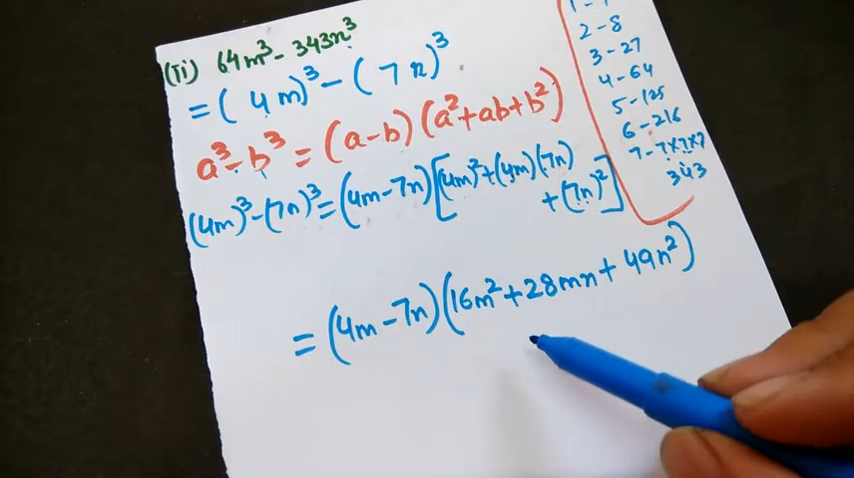 (ii) 64m³ - 343n³
= (4m)³ - (7n)³
a³ - b³ = (a-b) (a² + ab + b²)
(4m)³ - (7n)³ = (4m - 7n) [(4m)² + (4m) (7n)
+ (7n)²]
= (4m - 7n) (16m² + 28mn + 49n²)
2 - 8
3 - 27
4 - 64
5 - 125
6 - 216
7 - 7×7×7
343